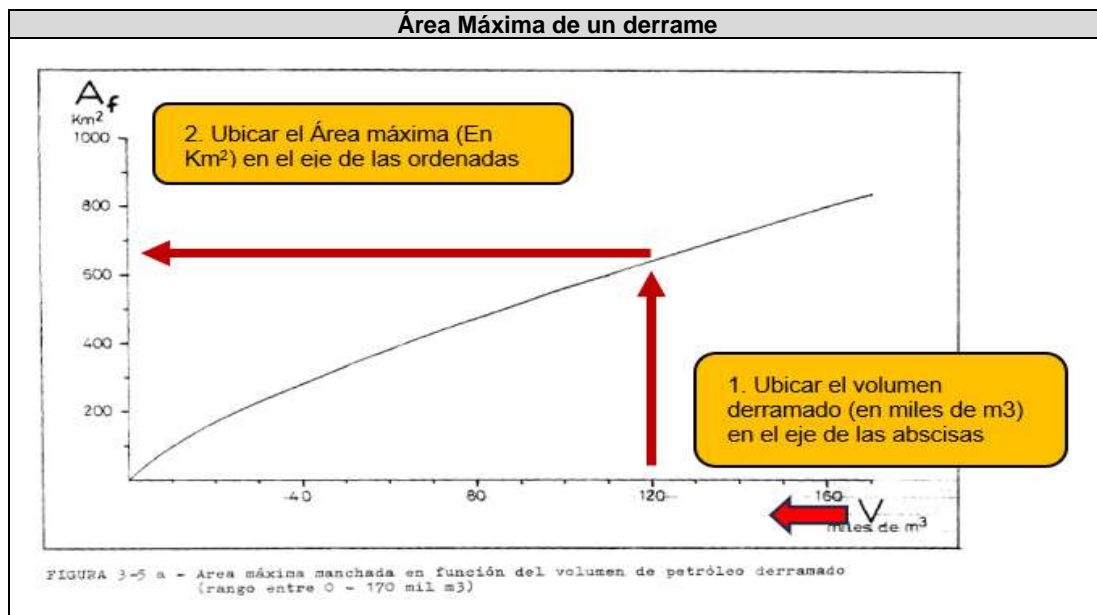 Área Máxima de un derrame
A f
Km²
1000
800
600
400
200
2. Ubicar el Área máxima (En
Km²) en el eje de las ordenadas
1. Ubicar el volumen
derramado (en miles de m3)
en el eje de las abscisas
40
80
120
160
V
miles de m³
FIGURA 3-5 a - Area máxima manchada en función del volumen de petróleo derramado
(rango entre 0 - 170 mil m3)